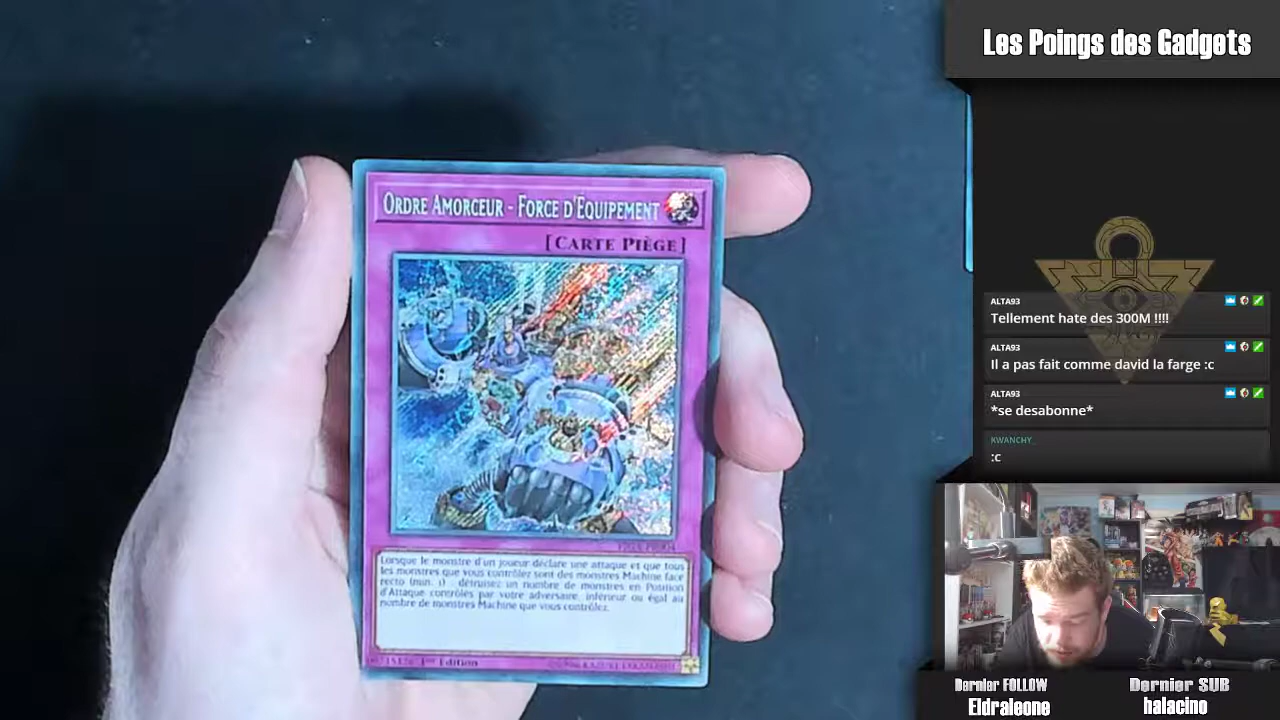 Les Poings des Gadgets
ORDRE AMORCEUR - FORCE D'ÉQUIPEMENT
[CARTE PIÈGE]
Lorsque le monstre d'un joueur déclare une attaque et que tous
les monstres que vous contrôlez sont des monstres Machine face
recto (min. 1) : détruisez un nombre de monstres en Position
d'Attaque contrôlés par votre adversaire, inférieur ou égal au
nombre de monstres Machine que vous contrôlez.
1re Edition
KAZUKI TAKAHASHI
ALTA93
Tellement hate des 300M !!!!
ALTA93
Il a pas fait comme david la farge :c
ALTA93
*se desabonne*
KWANCHY_
:c
Dernier FOLLOW
Eldraleone
Dernier SUB
halacino